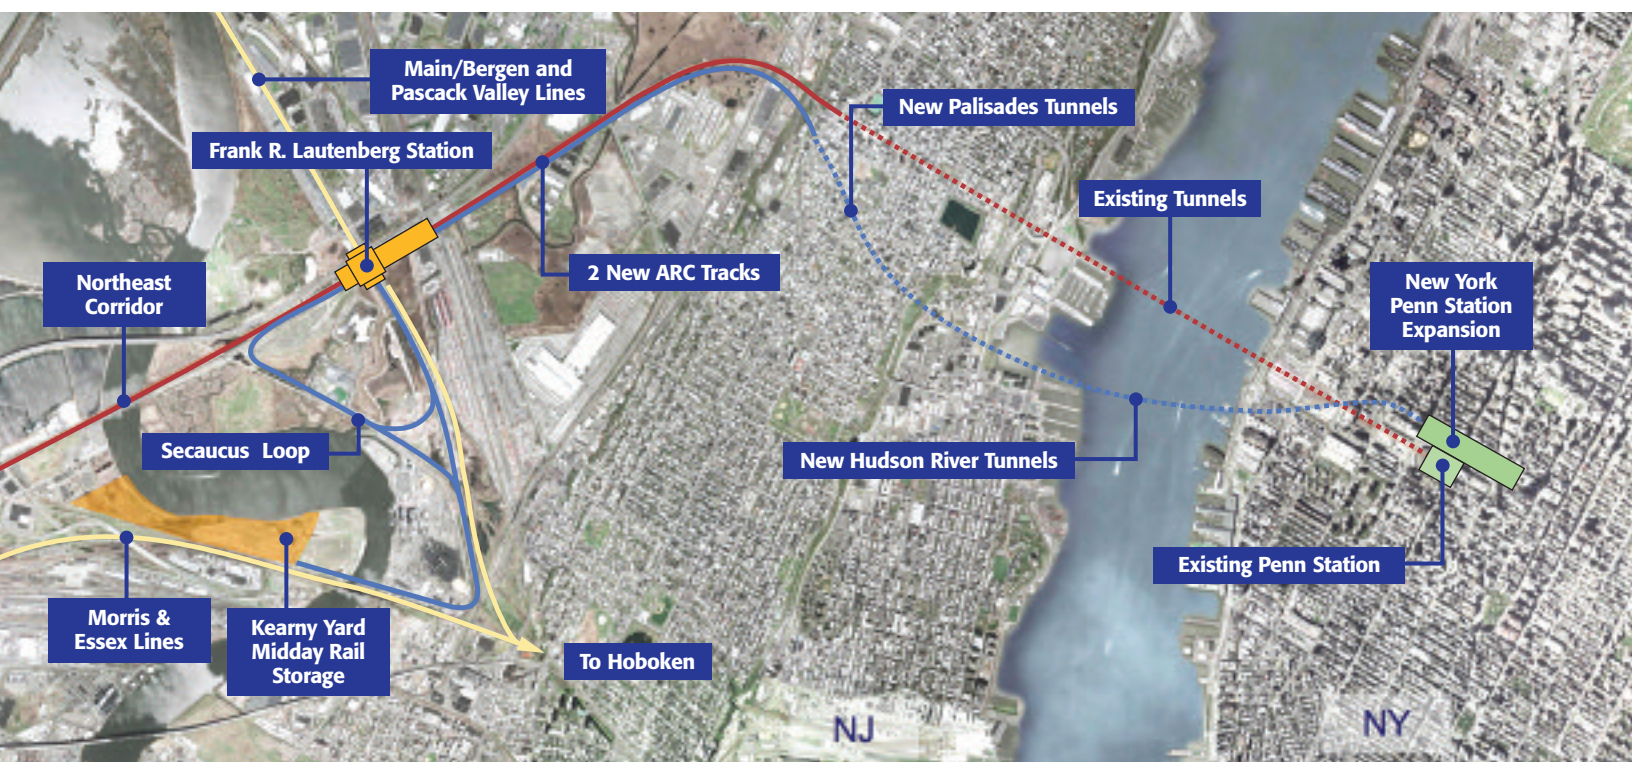 Main/Bergen and
Pascack Valley Lines
New Palisades Tunnels
Frank R. Lautenberg Station
Existing Tunnels
2 New ARC Tracks
Northeast
Corridor
New York
Penn Station
Expansion
Secaucus Loop
New Hudson River Tunnels
Existing Penn Station
Morris &
Essex Lines
Kearny Yard
Midday Rail
Storage
To Hoboken
NJ
NY